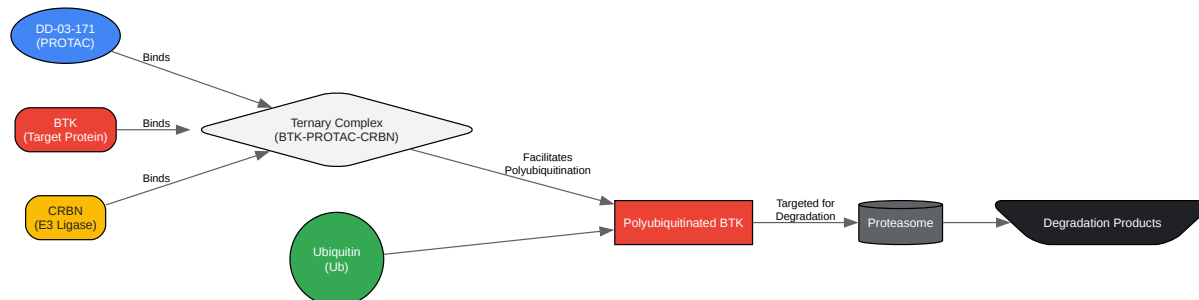 DD-03-171
(PROTAC)
Binds
BTK
(Target Protein)
Binds
CRBN
(E3 Ligase)
Binds
Ternary Complex
(BTK-PROTAC-CRBN)
Facilitates
Polyubiquitination
Ubiquitin
(Ub)
Polyubiquitinated BTK
Targeted for
Degradation
Proteasome
Degradation Products